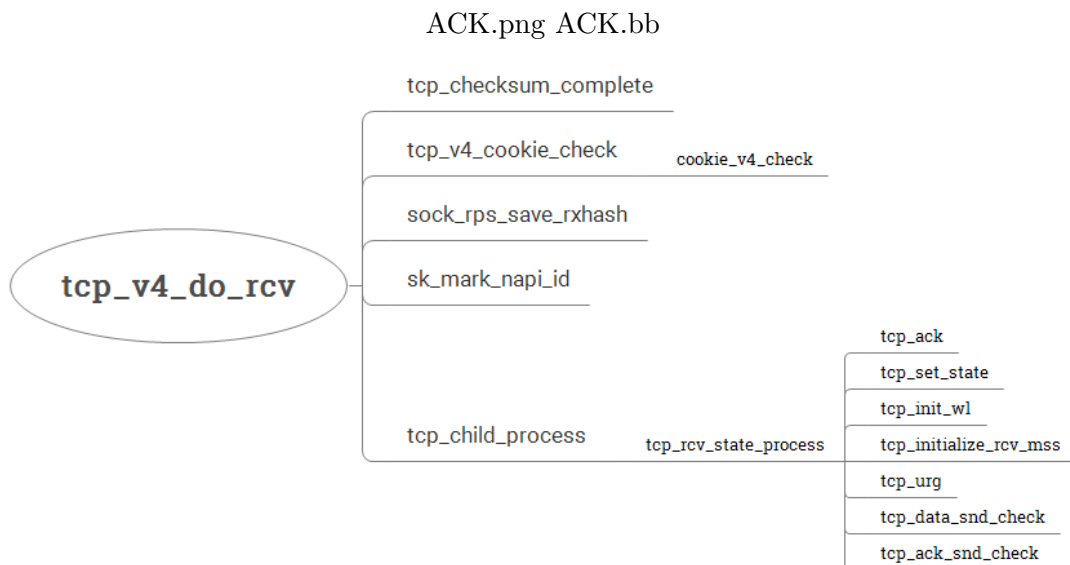 ACK.png ACK.bb
tcp_checksum_complete
tcp_v4_cookie_check
cookie_v4_check
sock_rps_save_rxhash
tcp_v4_do_rcv
sk_mark_napi_id
tcp_ack
tcp_set_state
tcp_init_wl
tcp_child_process
tcp_rcv_state_process
tcp_initialize_rcv_mss
tcp_urg
tcp_data_snd_check
tcp_ack_snd_check